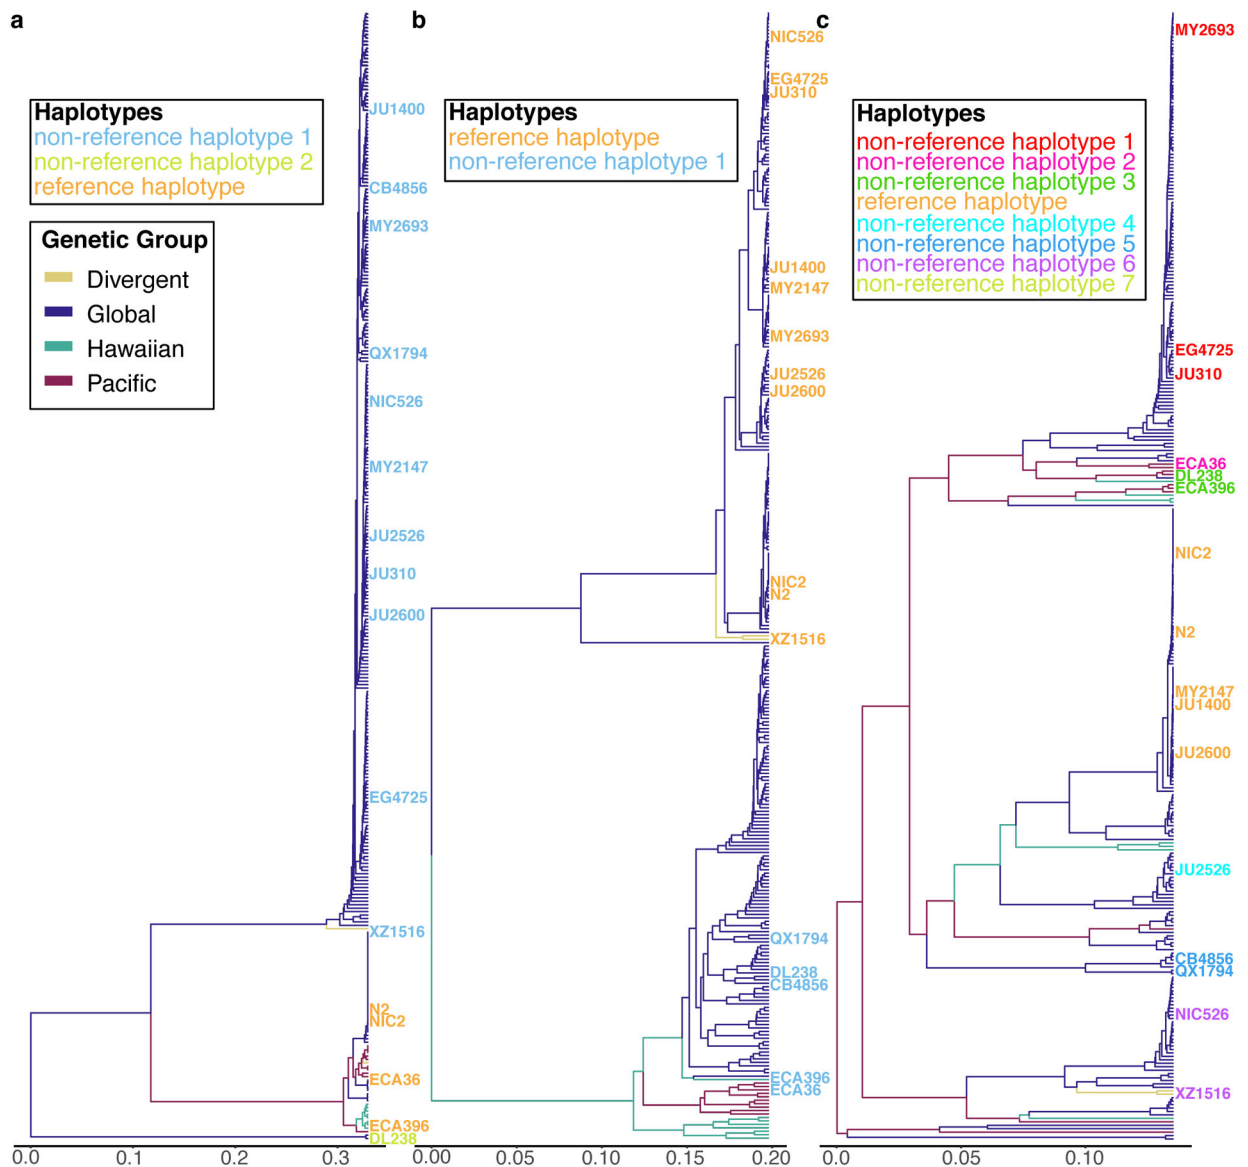 a
Haplotypes
non-reference haplotype 1
non-reference haplotype 2
reference haplotype
Genetic Group
Divergent
Global
Hawaiian
Pacific
JU1400
CB4856
MY2693
QX1794
NIC526
MY2147
JU2526
JU310
JU2600
EG4725
XZ1516
N2
NIC2
ECA36
ECA396
DL238
0.0 0.1 0.2 0.3
b
Haplotypes
reference haplotype
non-reference haplotype 1
NIC526
EG4725
JU310
JU1400
MY2147
MY2693
JU2526
JU2600
NIC2
N2
XZ1516
QX1794
DL238
CB4856
ECA396
ECA36
0.00 0.05 0.10 0.15 0.20
c
Haplotypes
non-reference haplotype 1
non-reference haplotype 2
non-reference haplotype 3
reference haplotype
non-reference haplotype 4
non-reference haplotype 5
non-reference haplotype 6
non-reference haplotype 7
MY2693
EG4725
JU310
ECA36
DL238
ECA396
NIC2
N2
MY2147
JU1400
JU2600
JU2526
CB4856
QX1794
NIC526
XZ1516
0.00 0.05 0.10